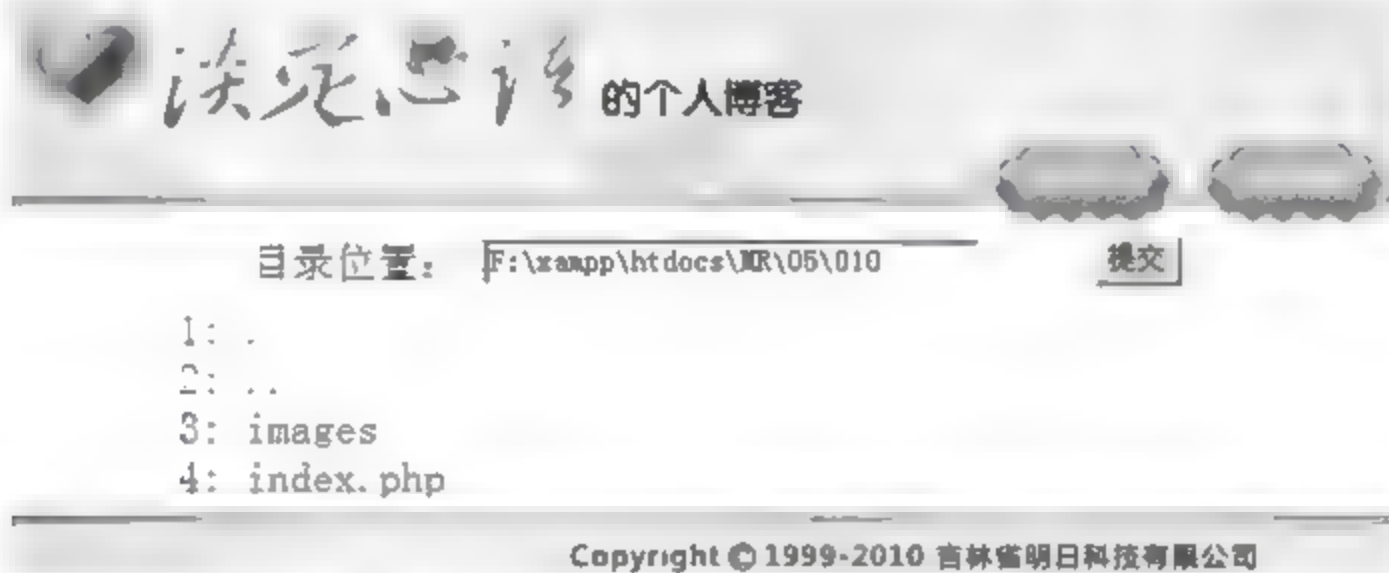 的个人博客
目录位置： F:\xampp\htdocs\MR\05\010 提交
1: .
2: ..
3: images
4: index.php
Copyright © 1999-2010 吉林省明日科技有限公司